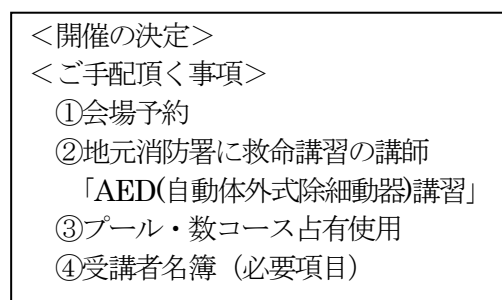 ＜開催の決定＞
＜ご手配頂く事項＞
①会場予約
②地元消防署に救命講習の講師
「AED(自動体外式除細動器)講習」
③プール・数コース占有使用
④受講者名簿（必要項目）